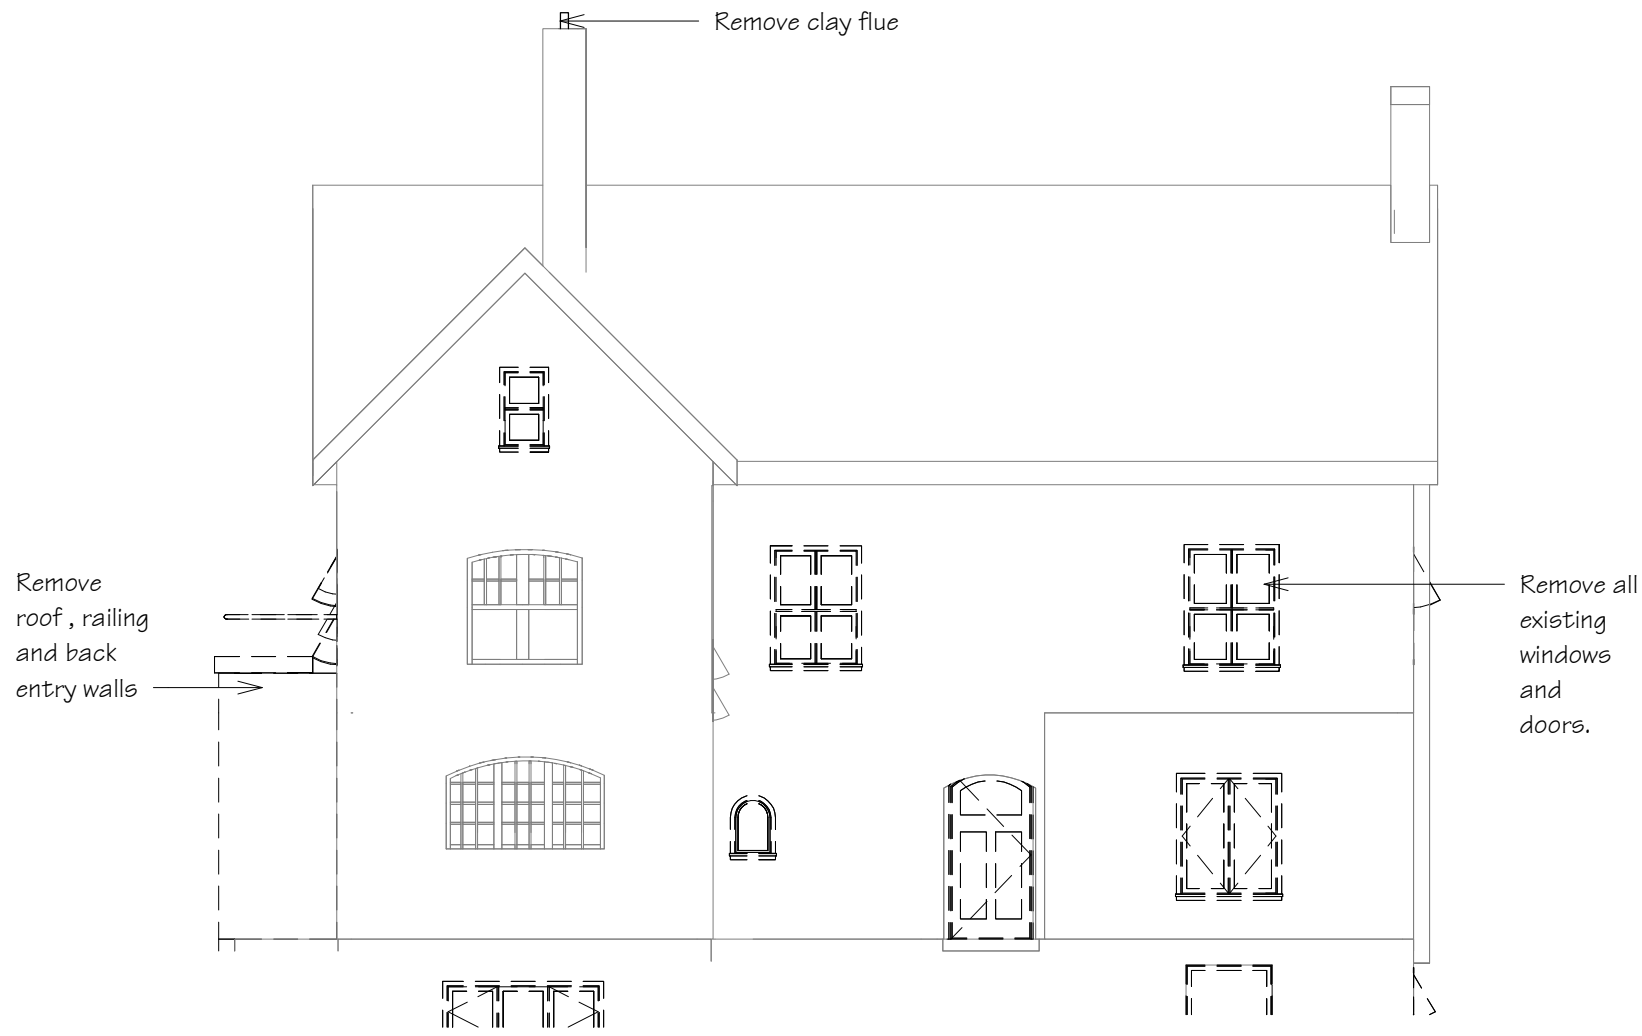 Remove clay flue
Remove
roof , railing
and back
entry walls
Remove all
existing
windows
and
doors.